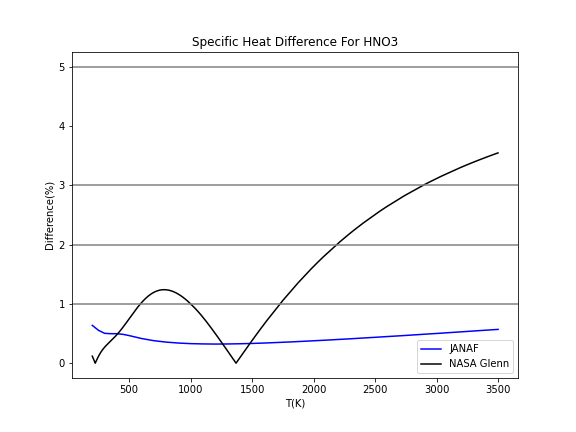 Specific Heat Difference For HNO3
Difference(%)
5
4
3
2
1
0
500
1000
1500
2000
2500
3000
3500
T(K)
JANAF
NASA Glenn